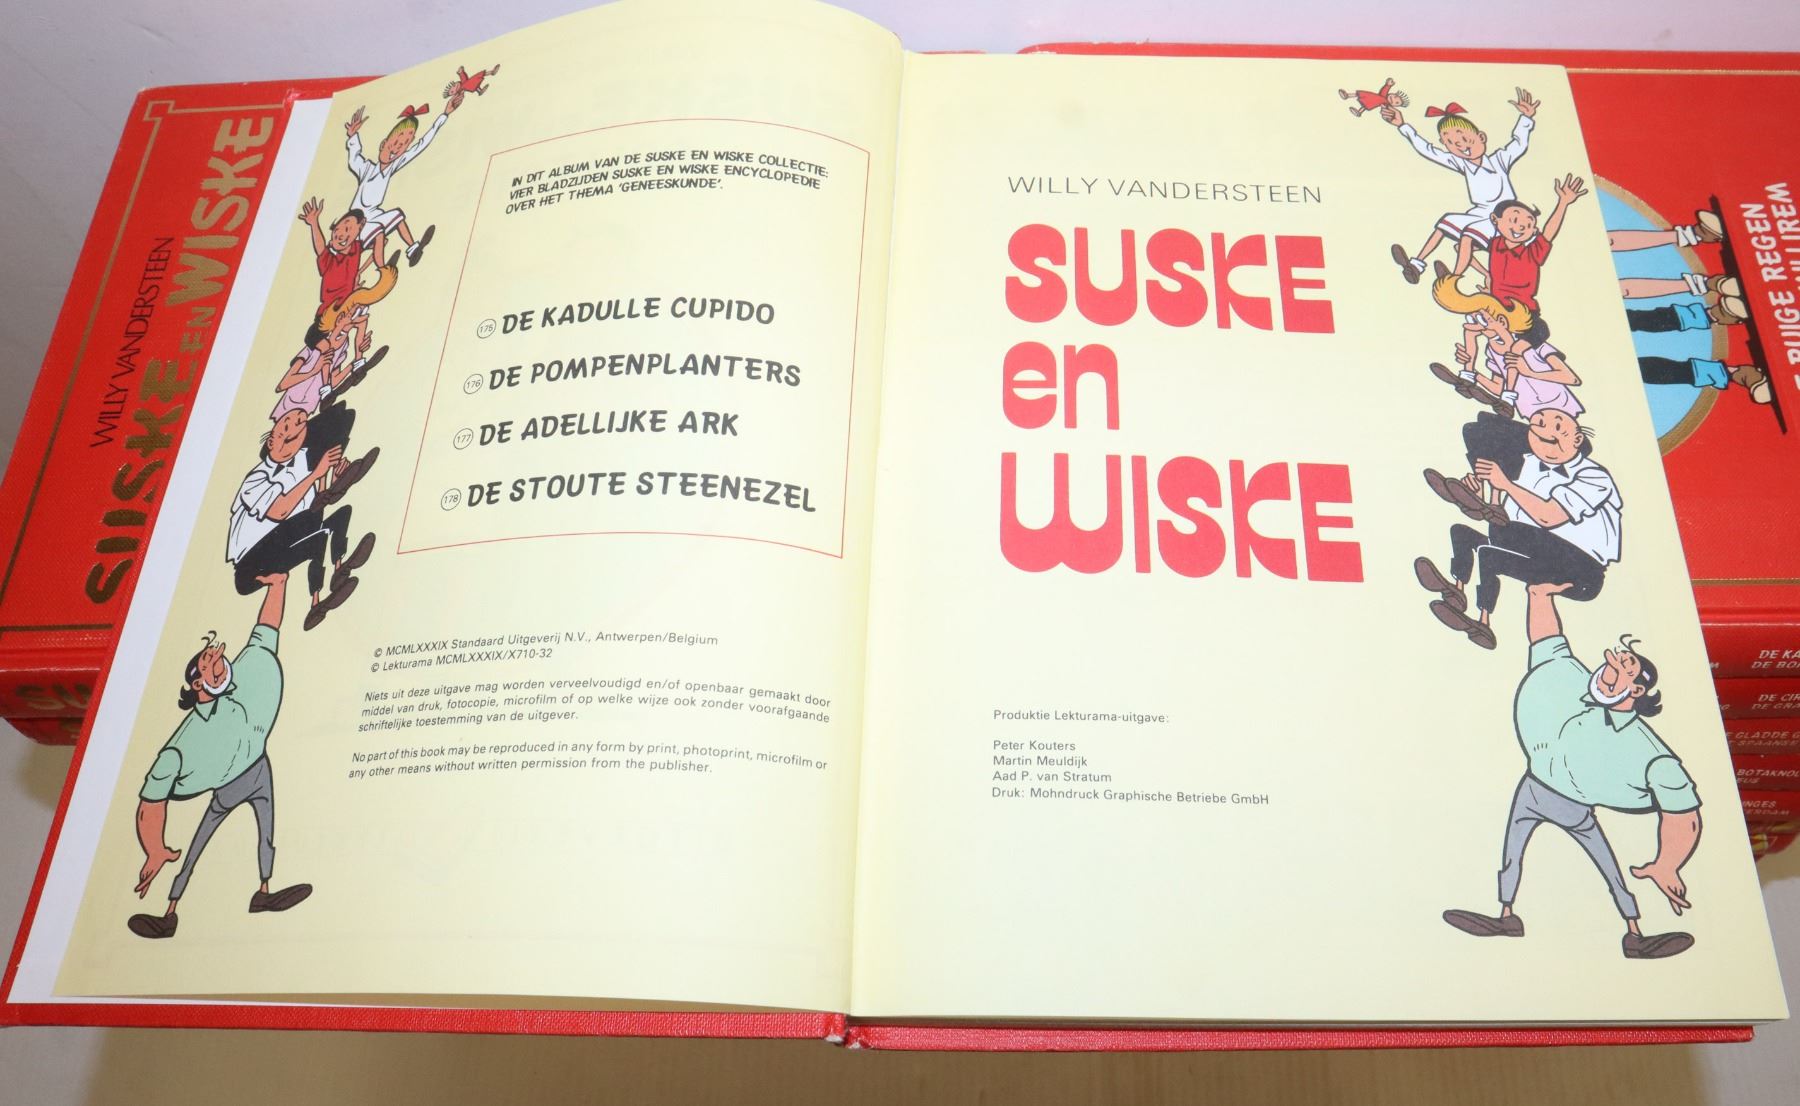 WILLY VANDERSTEEN
SUSKE EN WISKE
IN DIT ALBUM VAN DE SUSKE EN WISKE COLLECTIE:
VIER BLADZIJDEN SUSKE EN WISKE ENCYCLOPEDIE
OVER HET THEMA 'GENEESKUNDE'.
175 DE KADULLE CUPIDO
176 DE POMPENPLANTERS
177 DE ADELLIJKE ARK
178 DE STOUTE STEENEZEL
© MCMLXXXIX Standaard Uitgeverij N.V., Antwerpen/Belgium
© Lekturama MCMLXXXIX/X710-32
Niets uit deze uitgave mag worden verveelvoudigd en/of openbaar gemaakt door
middel van druk, fotocopie, microfilm of op welke wijze ook zonder voorafgaande
schriftelijke toestemming van de uitgever.
No part of this book may be reproduced in any form by print, photoprint, microfilm or
any other means without written permission from the publisher.
WILLY VANDERSTEEN
SUSKE
en
WISKE
Produktie Lekturama-uitgave:
Peter Kouters
Martin Meuldijk
Aad P. van Stratum
Druk: Mohndruck Graphische Betriebe GmbH
RUIGE REGEN